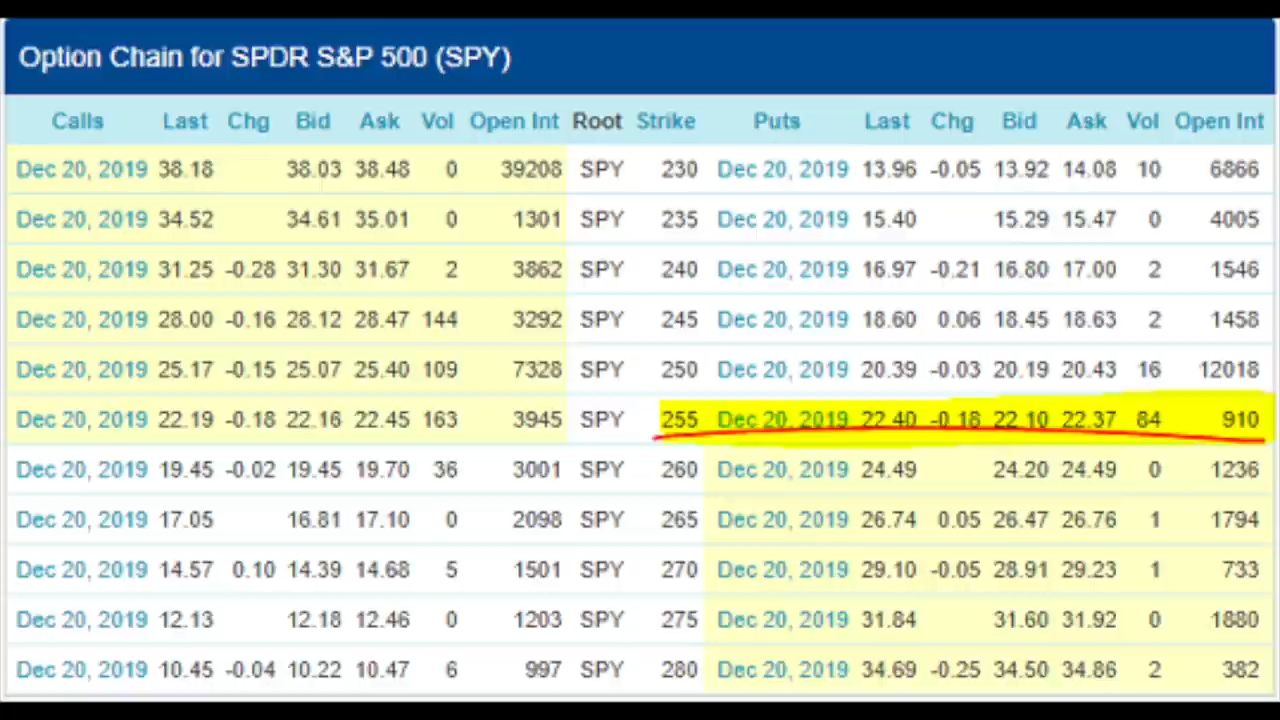 Option Chain for SPDR S&P 500 (SPY)
Calls Last Chg Bid Ask Vol Open Int Root Strike Puts Last Chg Bid Ask Vol Open Int
Dec 20, 2019 38.18 38.03 38.48 0 39208 SPY 230 Dec 20, 2019 13.96 -0.05 13.92 14.08 10 6866
Dec 20, 2019 34.52 34.61 35.01 0 1301 SPY 235 Dec 20, 2019 15.40 15.29 15.47 0 4005
Dec 20, 2019 31.25 -0.28 31.30 31.67 2 3862 SPY 240 Dec 20, 2019 16.97 -0.21 16.80 17.00 2 1546
Dec 20, 2019 28.00 -0.16 28.12 28.47 144 3292 SPY 245 Dec 20, 2019 18.60 0.06 18.45 18.63 2 1458
Dec 20, 2019 25.17 -0.15 25.07 25.40 109 7328 SPY 250 Dec 20, 2019 20.39 -0.03 20.19 20.43 16 12018
Dec 20, 2019 22.19 -0.18 22.16 22.45 163 3945 SPY 255 Dec 20, 2019 22.40 -0.18 22.10 22.37 84 910
Dec 20, 2019 19.45 -0.02 19.45 19.70 36 3001 SPY 260 Dec 20, 2019 24.49 24.20 24.49 0 1236
Dec 20, 2019 17.05 16.81 17.10 0 2098 SPY 265 Dec 20, 2019 26.74 0.05 26.47 26.76 1 1794
Dec 20, 2019 14.57 0.10 14.39 14.68 5 1501 SPY 270 Dec 20, 2019 29.10 -0.05 28.91 29.23 1 733
Dec 20, 2019 12.13 12.18 12.46 0 1203 SPY 275 Dec 20, 2019 31.84 31.60 31.92 0 1880
Dec 20, 2019 10.45 -0.04 10.22 10.47 6 997 SPY 280 Dec 20, 2019 34.69 -0.25 34.50 34.86 2 382